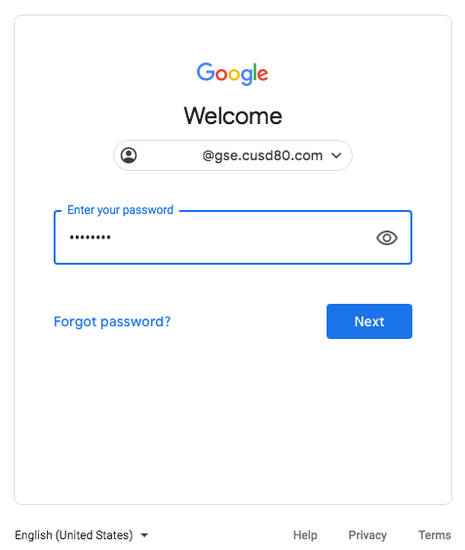 Google
Welcome
@gse.cusd80.com
Enter your password
••••••••
Forgot password?
Next
English (United States)
Help Privacy Terms